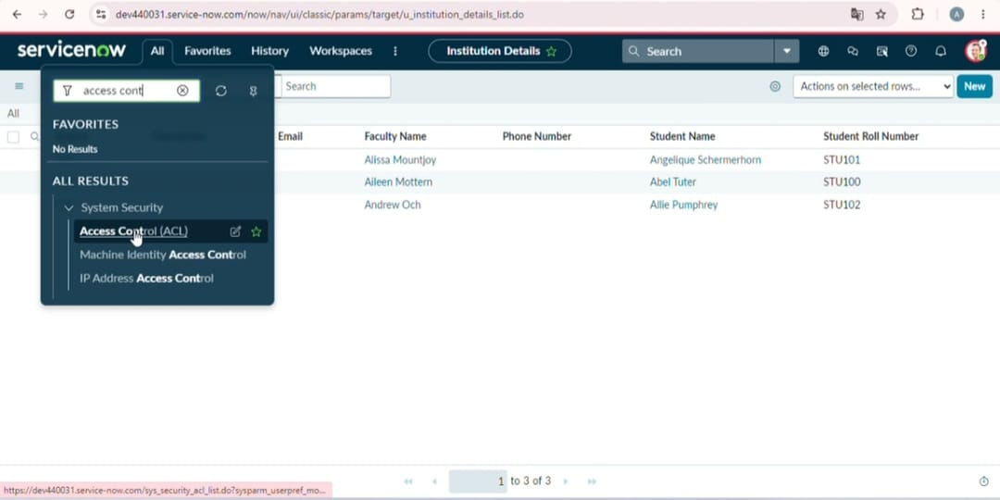 dev440031.service-now.com/now/nav/ui/classic/params/target/u_institution_details_list.do
A
servicenow All Favorites History Workspaces Institution Details Search
access cont Search Actions on selected rows... New
All
FAVORITES
No Results
ALL RESULTS
System Security
Access Control (ACL)
Machine Identity Access Control
IP Address Access Control
Email Faculty Name Phone Number Student Name Student Roll Number
Alissa Mountjoy Angelique Schermerhorn STU101
Aileen Mottern Abel Tuter STU100
Andrew Och Allie Pumphrey STU102
1 to 3 of 3
https://dev440031.service-now.com/sys_security_acl_list.do?sysparm_userpref_mo...